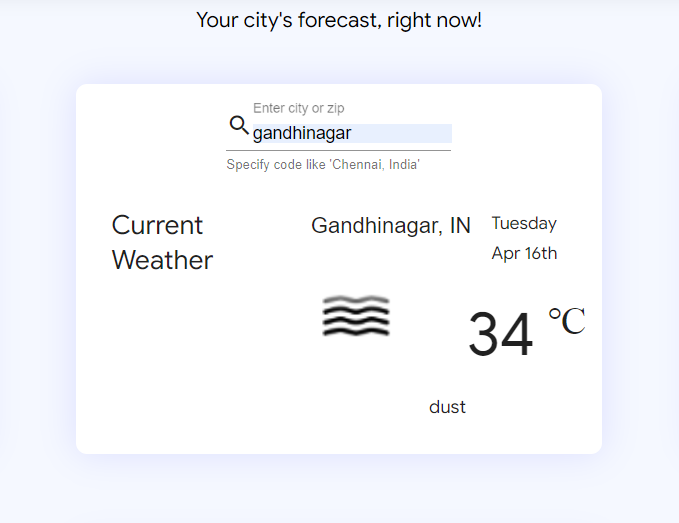 Your city's forecast, right now!
Enter city or zip
gandhinagar
Specify code like 'Chennai, India'
Current
Weather
Gandhinagar, IN
Tuesday
Apr 16th
34 °C
dust